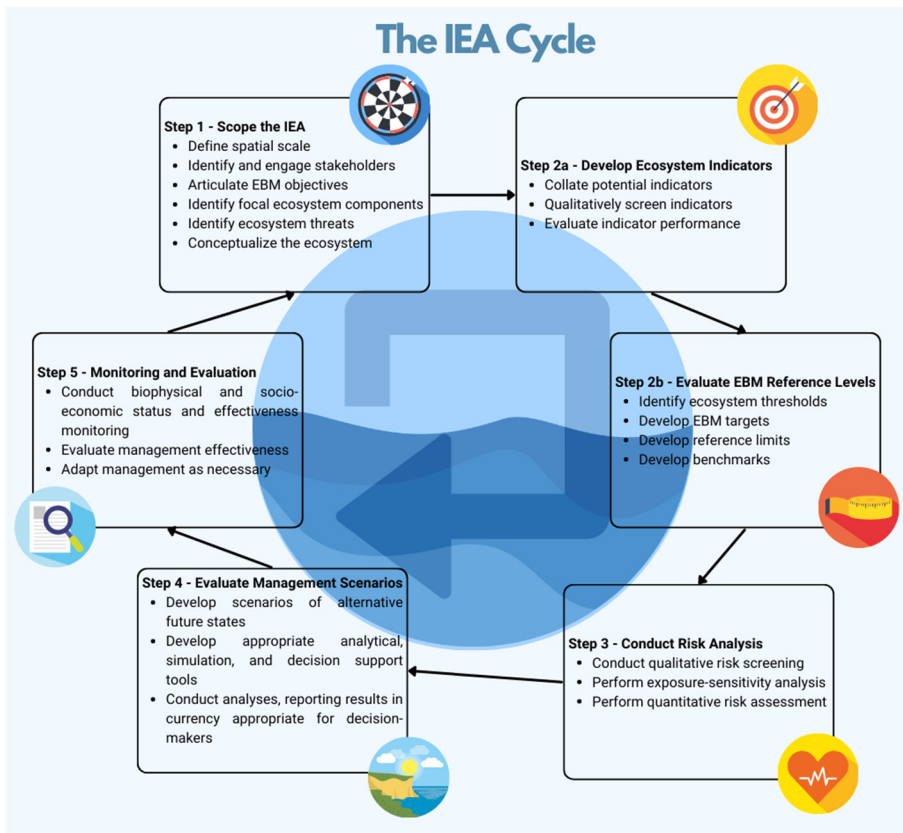 The IEA Cycle
Step 1 - Scope the IEA
Define spatial scale
Identify and engage stakeholders
Articulate EBM objectives
Identify focal ecosystem components
Identify ecosystem threats
Conceptualize the ecosystem
Step 2a - Develop Ecosystem Indicators
Collate potential indicators
Qualitatively screen indicators
Evaluate indicator performance
Step 2b - Evaluate EBM Reference Levels
Identify ecosystem thresholds
Develop EBM targets
Develop reference limits
Develop benchmarks
Step 3 - Conduct Risk Analysis
Conduct qualitative risk screening
Perform exposure-sensitivity analysis
Perform quantitative risk assessment
Step 4 - Evaluate Management Scenarios
Develop scenarios of alternative
future states
Develop appropriate analytical,
simulation, and decision support
tools
Conduct analyses, reporting results in
currency appropriate for decision-
makers
Step 5 - Monitoring and Evaluation
Conduct biophysical and socio-
economic status and effectiveness
monitoring
Evaluate management effectiveness
Adapt management as necessary